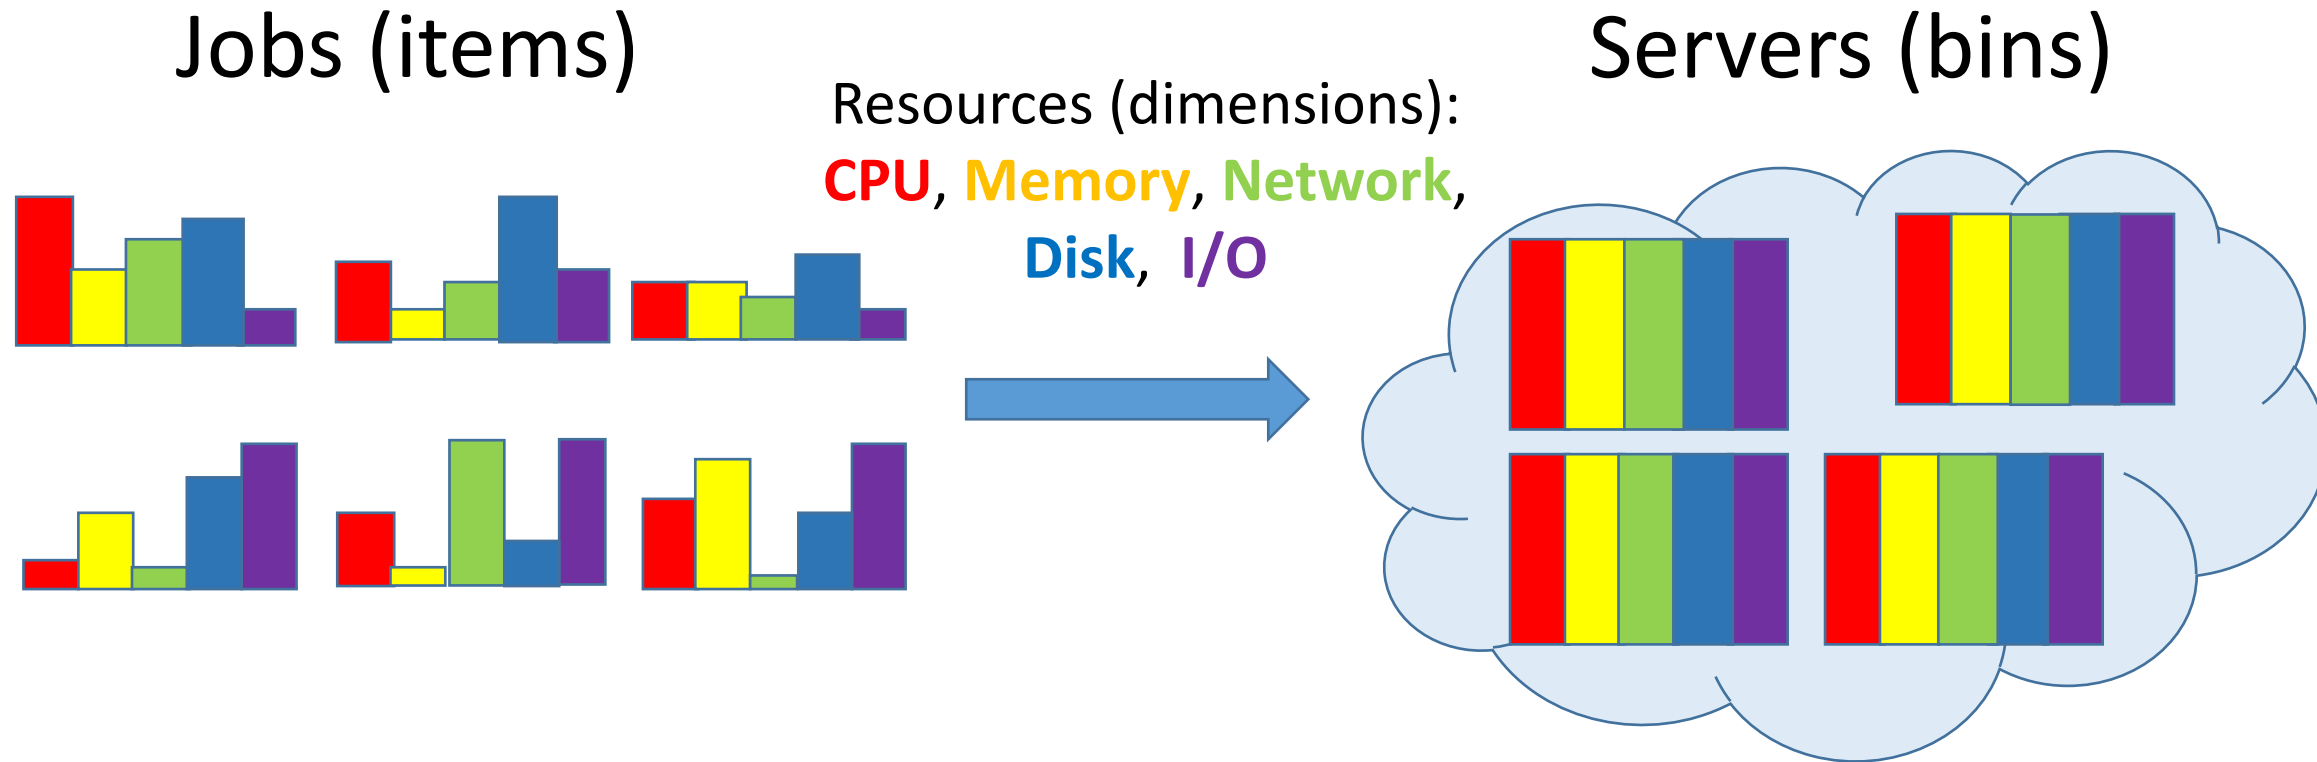 Jobs (items)
Servers (bins)
Resources (dimensions):
CPU, Memory, Network,
Disk, I/O